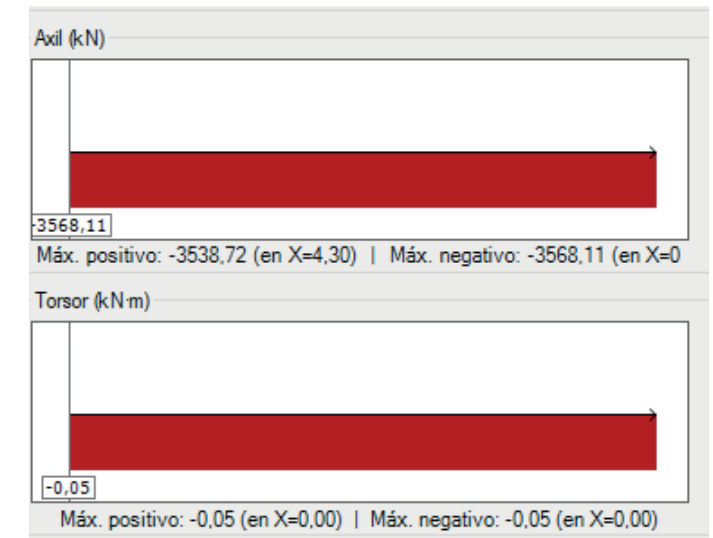 Axil (kN)
-3568,11
Máx. positivo: -3538,72 (en X=4,30) | Máx. negativo: -3568,11 (en X=0
Torsor (kN·m)
-0,05
Máx. positivo: -0,05 (en X=0,00) | Máx. negativo: -0,05 (en X=0,00)